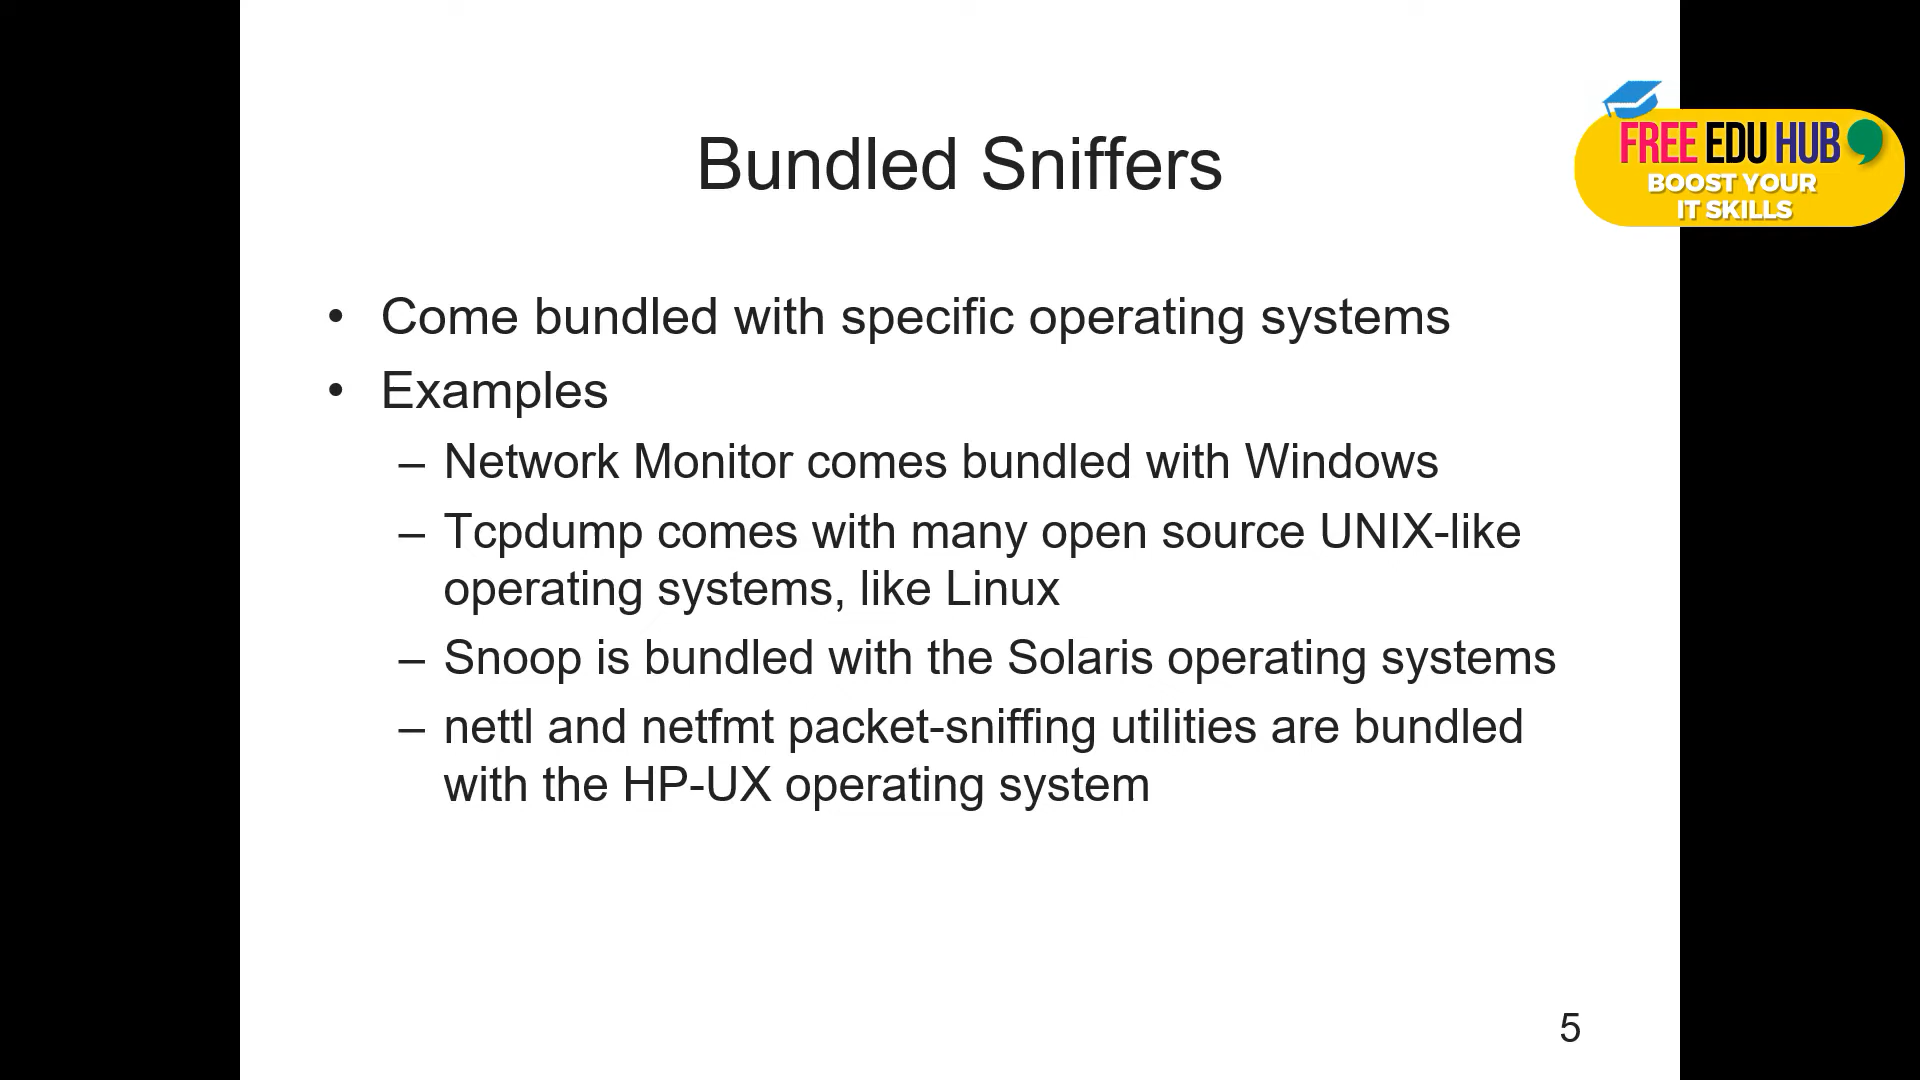 Bundled Sniffers
FREE EDU HUB
BOOST YOUR
IT SKILLS
• Come bundled with specific operating systems
• Examples
– Network Monitor comes bundled with Windows
– Tcpdump comes with many open source UNIX-like
operating systems, like Linux
– Snoop is bundled with the Solaris operating systems
– nettl and netfmt packet-sniffing utilities are bundled
with the HP-UX operating system
5